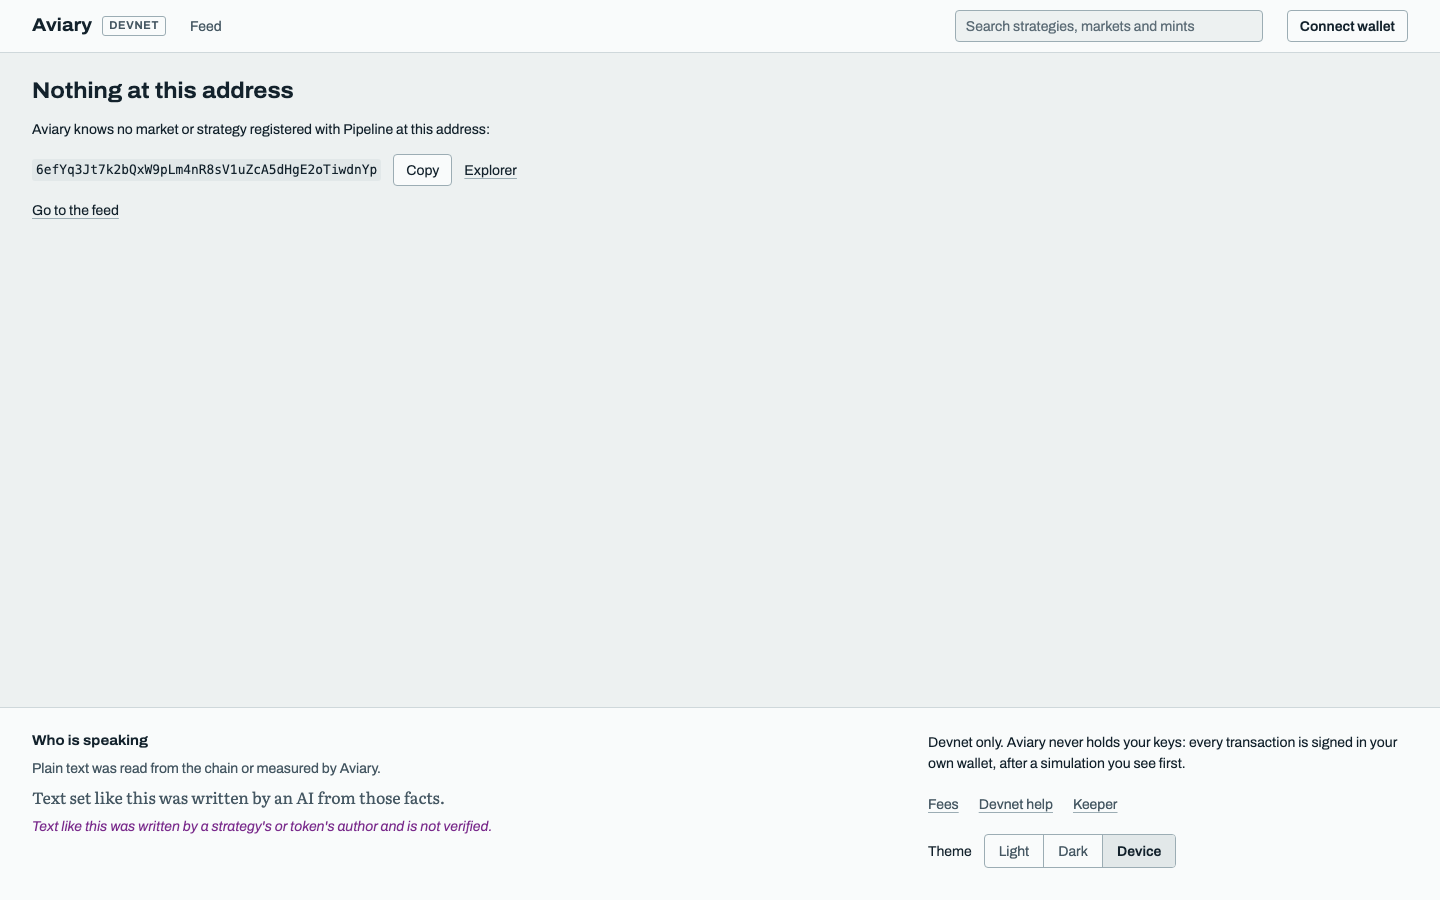 Aviary DEVNET Feed Search strategies, markets and mints Connect wallet
Nothing at this address
Aviary knows no market or strategy registered with Pipeline at this address:
6efYq3Jt7k2bQxW9pLm4nR8sV1uZcA5dHgE2oTiwdnYp Copy Explorer
Go to the feed
Who is speaking
Plain text was read from the chain or measured by Aviary.
Text set like this was written by an AI from those facts.
Text like this was written by a strategy's or token's author and is not verified.
Devnet only. Aviary never holds your keys: every transaction is signed in your
own wallet, after a simulation you see first.
Fees Devnet help Keeper
Theme Light Dark Device